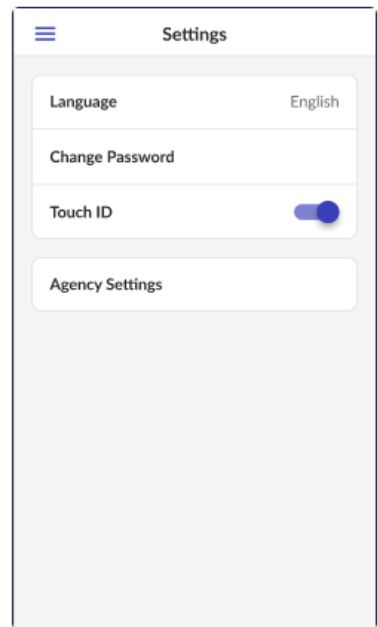 Settings
Language English
Change Password
Touch ID
Agency Settings